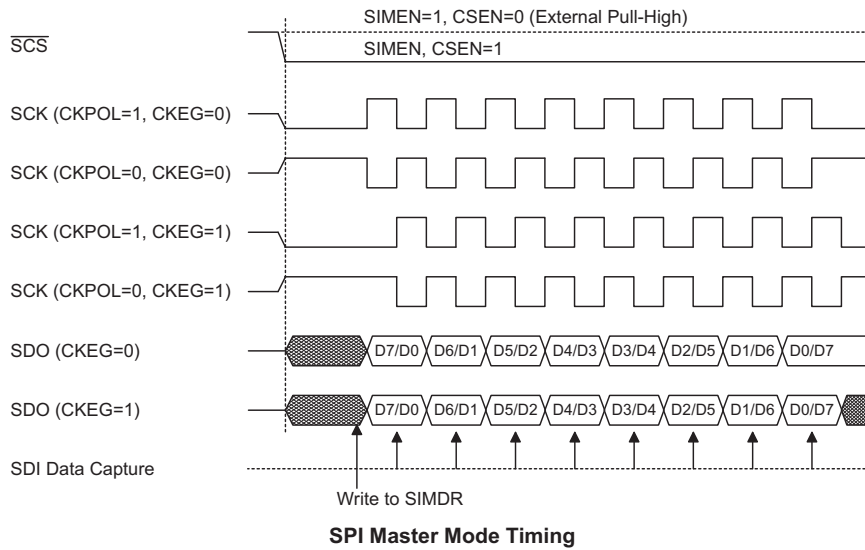 SIMEN=1, CSEN=0 (External Pull-High)
SCS
SIMEN, CSEN=1
SCK (CKPOL=1, CKEG=0)
SCK (CKPOL=0, CKEG=0)
SCK (CKPOL=1, CKEG=1)
SCK (CKPOL=0, CKEG=1)
SDO (CKEG=0) D7/D0 D6/D1 D5/D2 D4/D3 D3/D4 D2/D5 D1/D6 D0/D7
SDO (CKEG=1) D7/D0 D6/D1 D5/D2 D4/D3 D3/D4 D2/D5 D1/D6 D0/D7
SDI Data Capture
Write to SIMDR
SPI Master Mode Timing